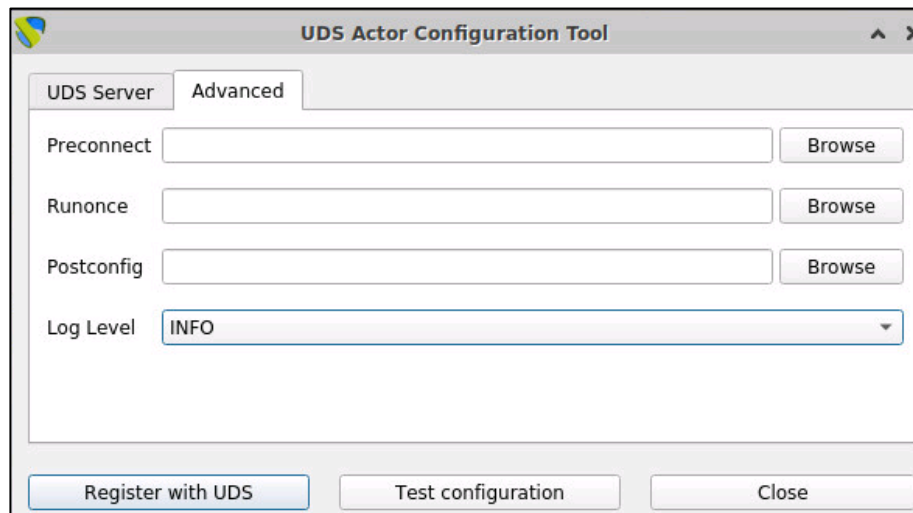 UDS Actor Configuration Tool
UDS Server Advanced
Preconnect Browse
Runonce Browse
Postconfig Browse
Log Level INFO
Register with UDS Test configuration Close